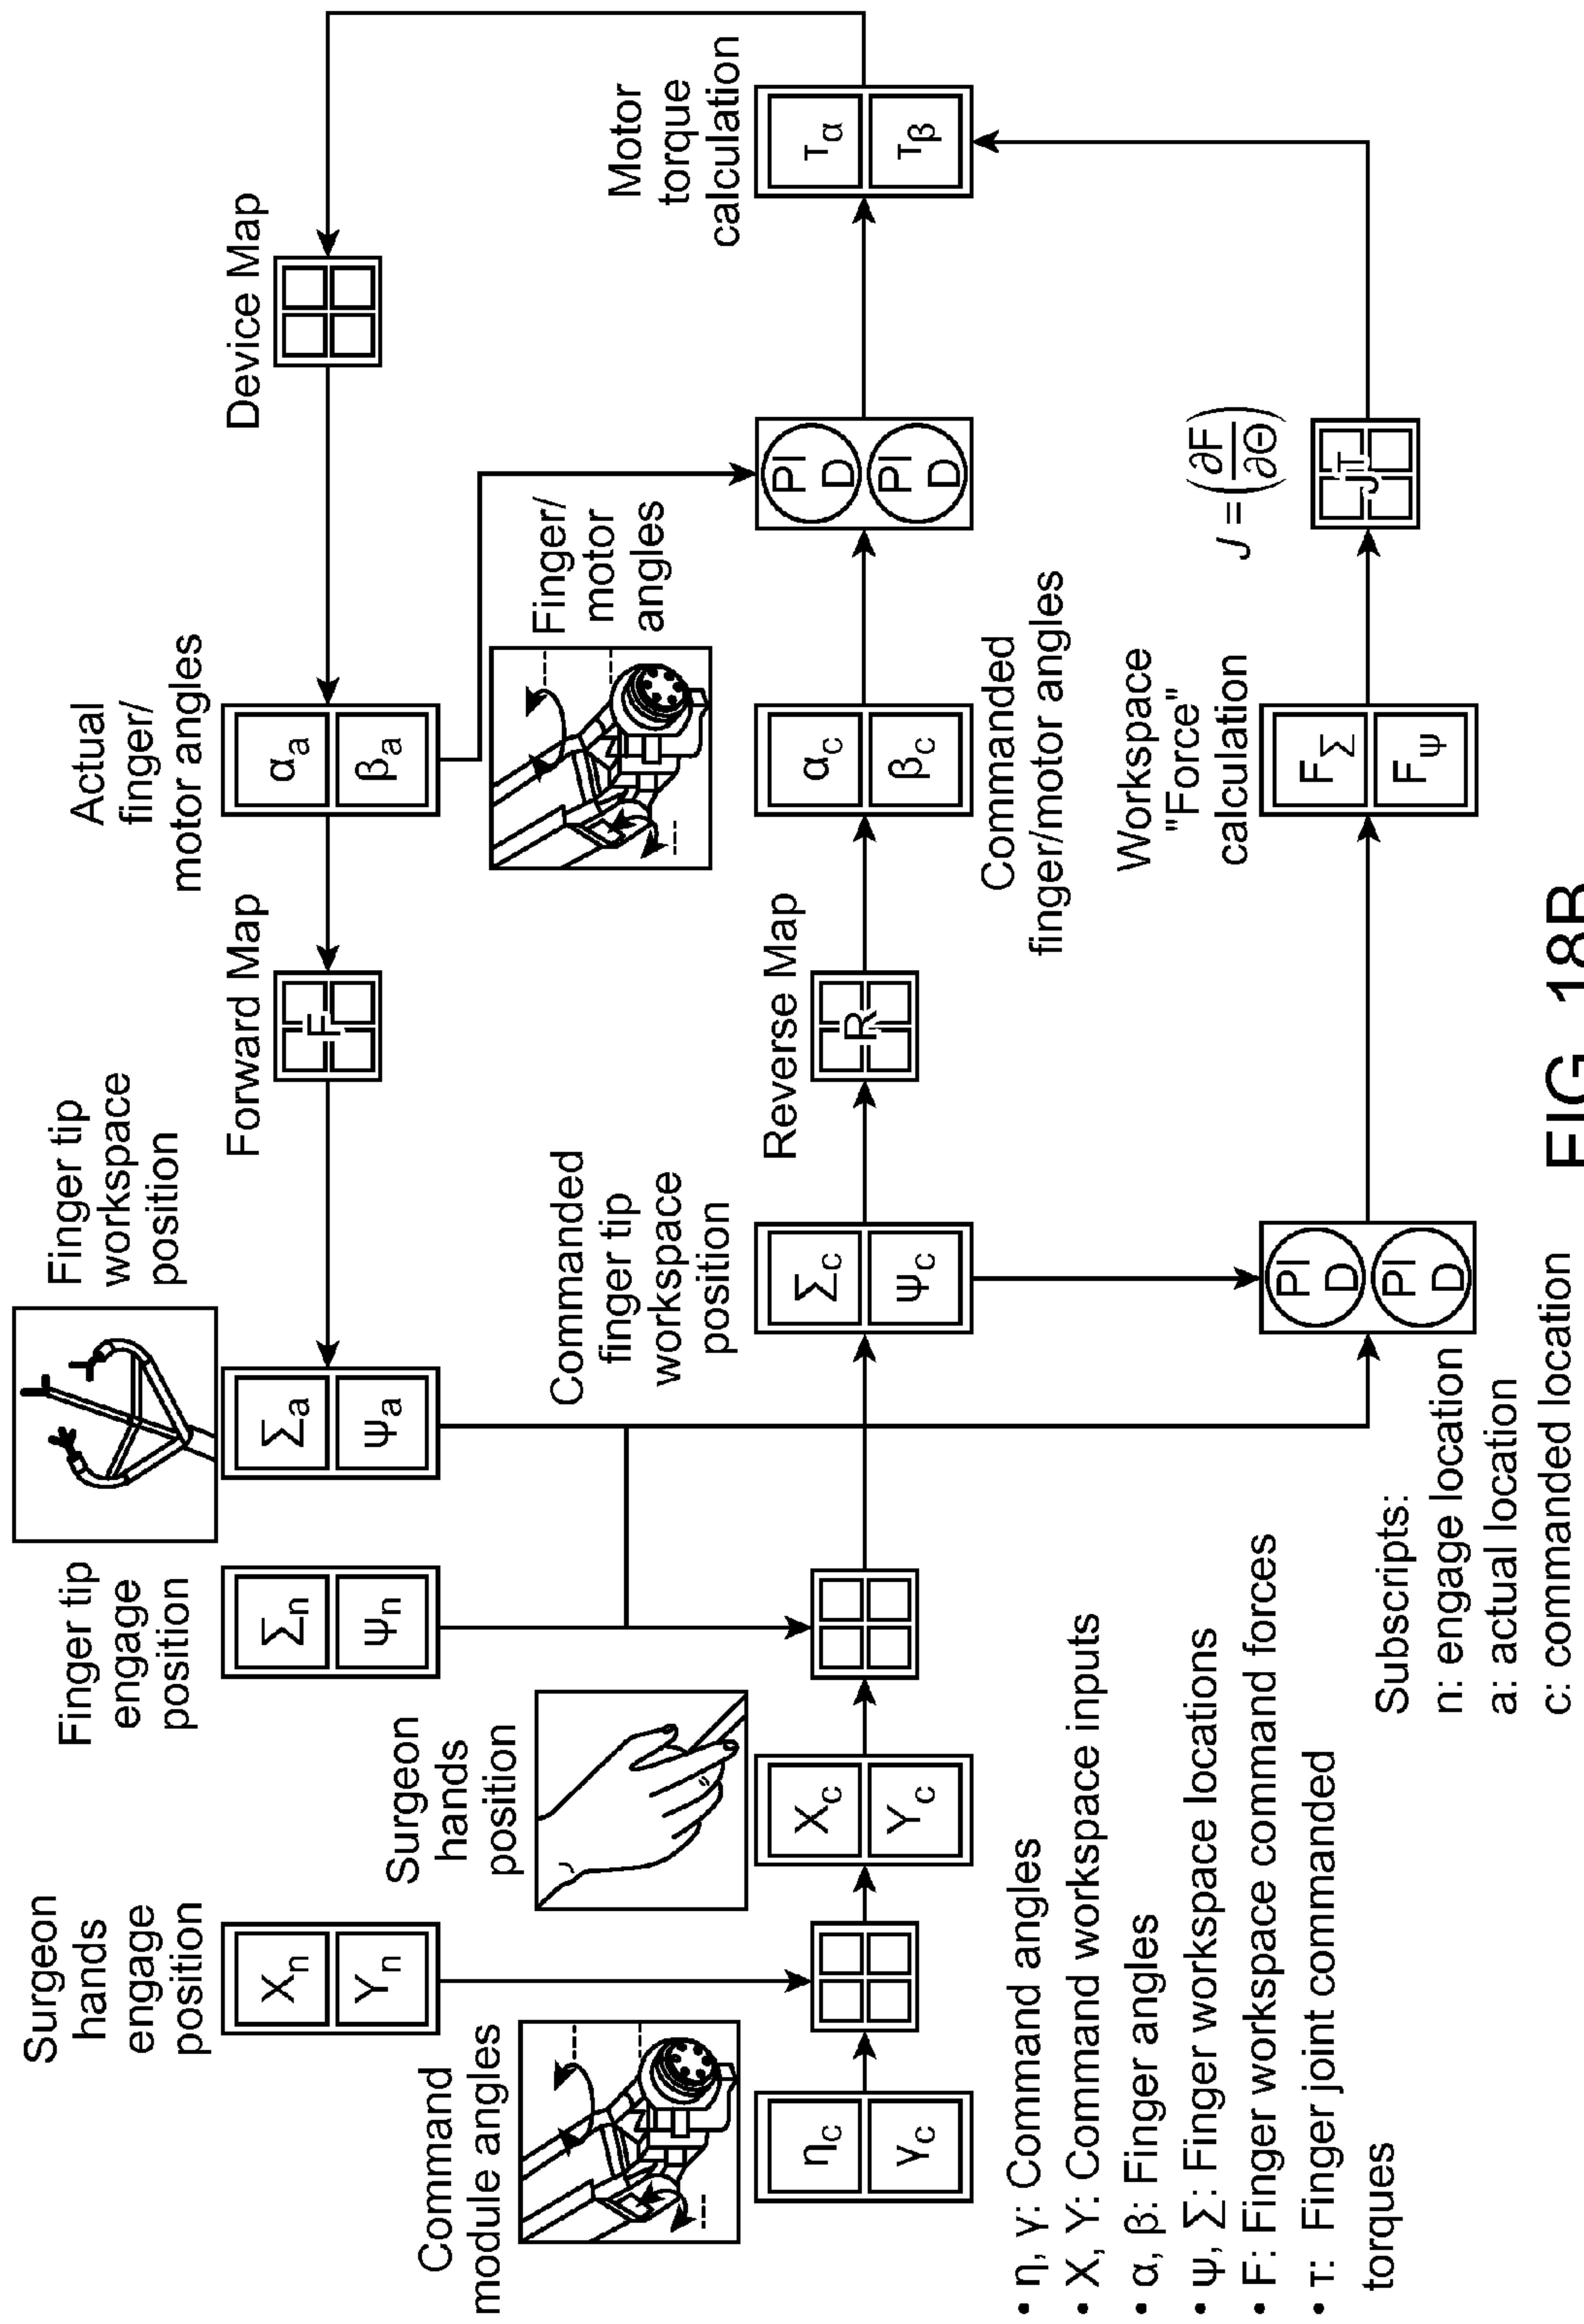 Surgeon
hands
engage
position
Xn
Yn
Finger tip
engage
position
Σn
Ψn
Finger tip
workspace
position
Σa
Ψa
Forward Map
F
Actual
finger/
motor angles
αa
βa
Device Map
Command
module angles
ηc
γc
Surgeon
hands
position
Xc
Yc
Commanded
finger tip
workspace
position
Σc
Ψc
Reverse Map
R
Finger/
motor
angles
αc
βc
Commanded
finger/motor angles
PI
D
PI
D
Motor
torque
calculation
τα
τβ
PI
D
PI
D
Workspace
"Force"
calculation
FΣ
FΨ
J = (∂F/∂Θ)
JT
• η, γ: Command angles
• X, Y: Command workspace inputs
• α, β: Finger angles
• Ψ, Σ: Finger workspace locations
• F: Finger workspace command forces
• τ: Finger joint commanded
torques
Subscripts:
n: engage location
a: actual location
c: commanded location
FIG. 18B